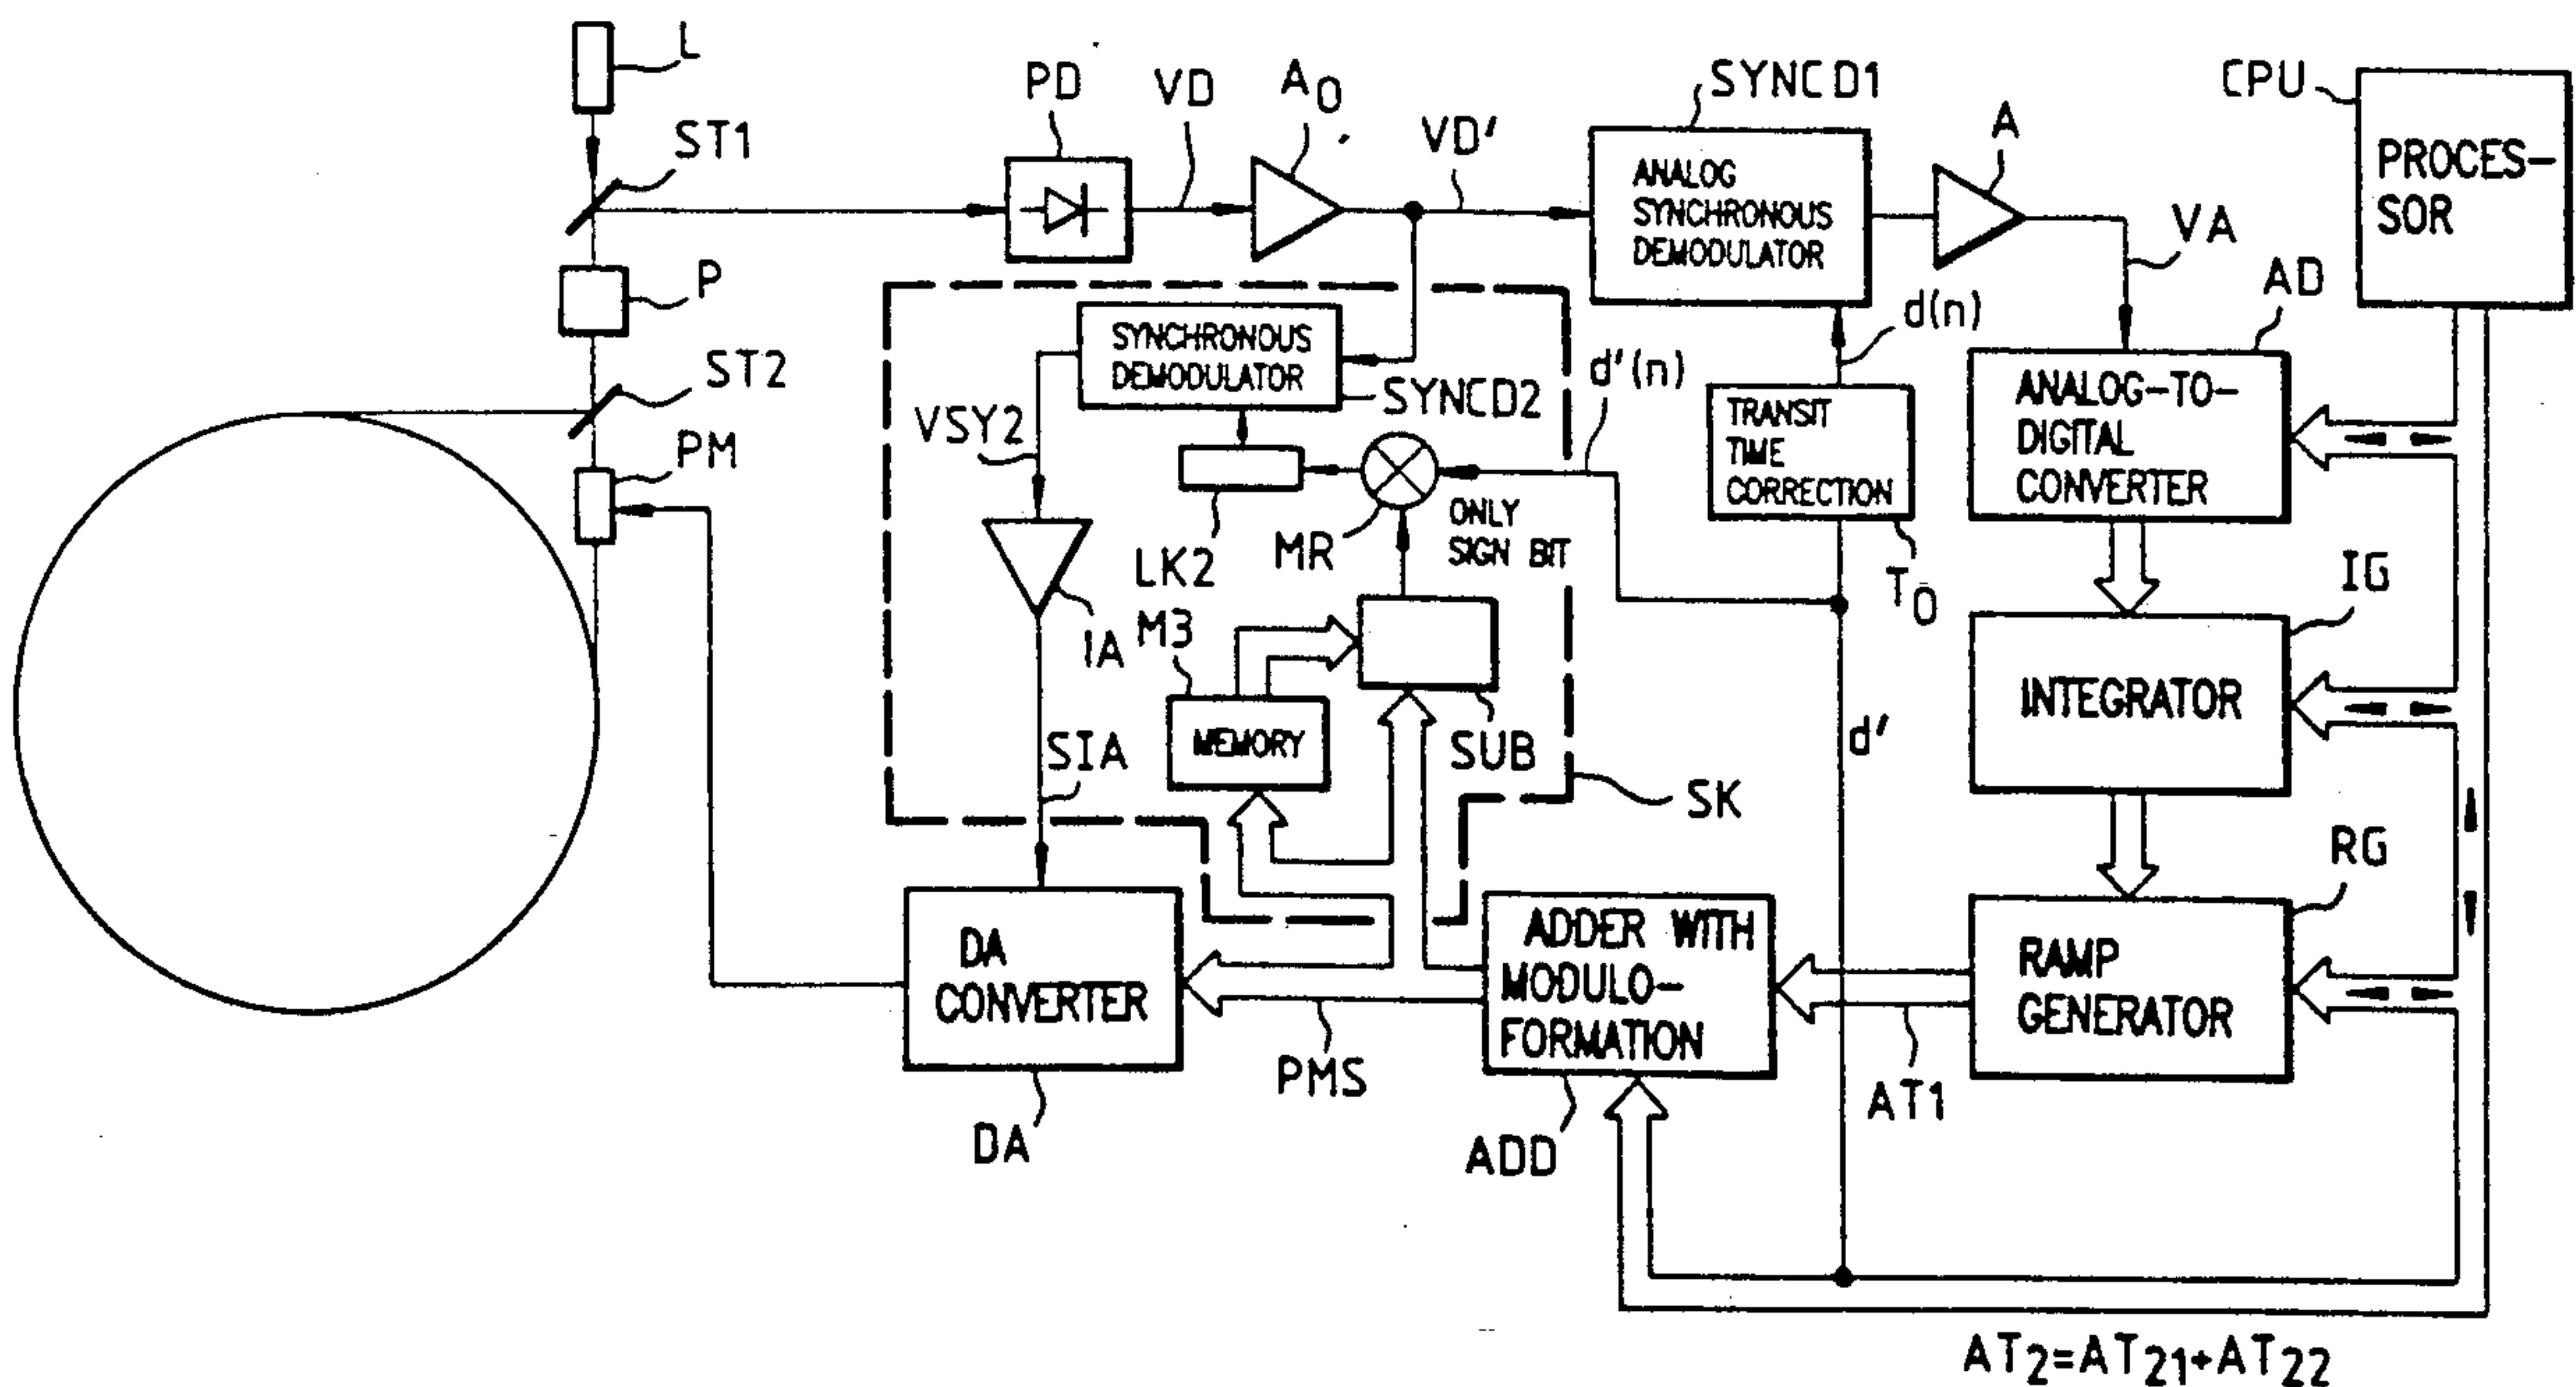 L
ST1
P
ST2
PM
PD
VD
A0
VD'
SYNCD1
ANALOG
SYNCHRONOUS
DEMODULATOR
A
VA
CPU
PROCES-
SOR
AD
ANALOG-TO-
DIGITAL
CONVERTER
d(n)
d'(n)
TRANSIT
TIME
CORRECTION
T0
SYNCHRONOUS
DEMODULATOR
SYNCD2
VSY2
LK2
MR
ONLY
SIGN BIT
IA
M3
MEMORY
SUB
SIA
SK
d'
IG
INTEGRATOR
RG
RAMP
GENERATOR
AT1
ADDER WITH
MODULO-
FORMATION
ADD
PMS
DA
CONVERTER
DA
AT2=AT21+AT22